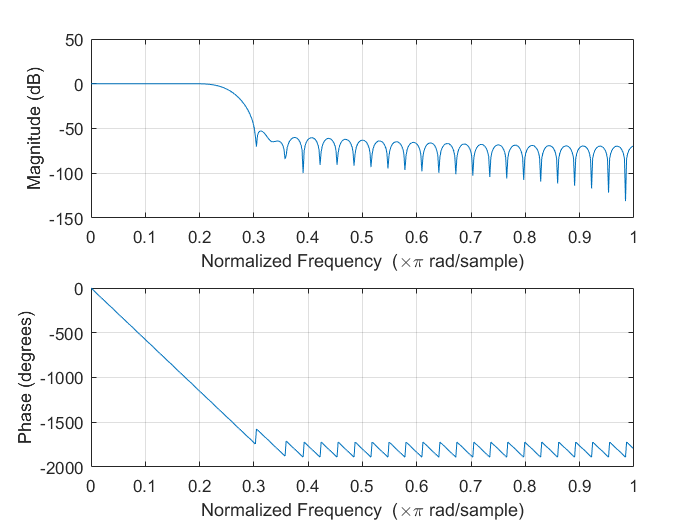 50
0
-50
-100
-150
Magnitude (dB)
0 0.1 0.2 0.3 0.4 0.5 0.6 0.7 0.8 0.9 1
Normalized Frequency (×π rad/sample)
0
-500
-1000
-1500
-2000
Phase (degrees)
0 0.1 0.2 0.3 0.4 0.5 0.6 0.7 0.8 0.9 1
Normalized Frequency (×π rad/sample)